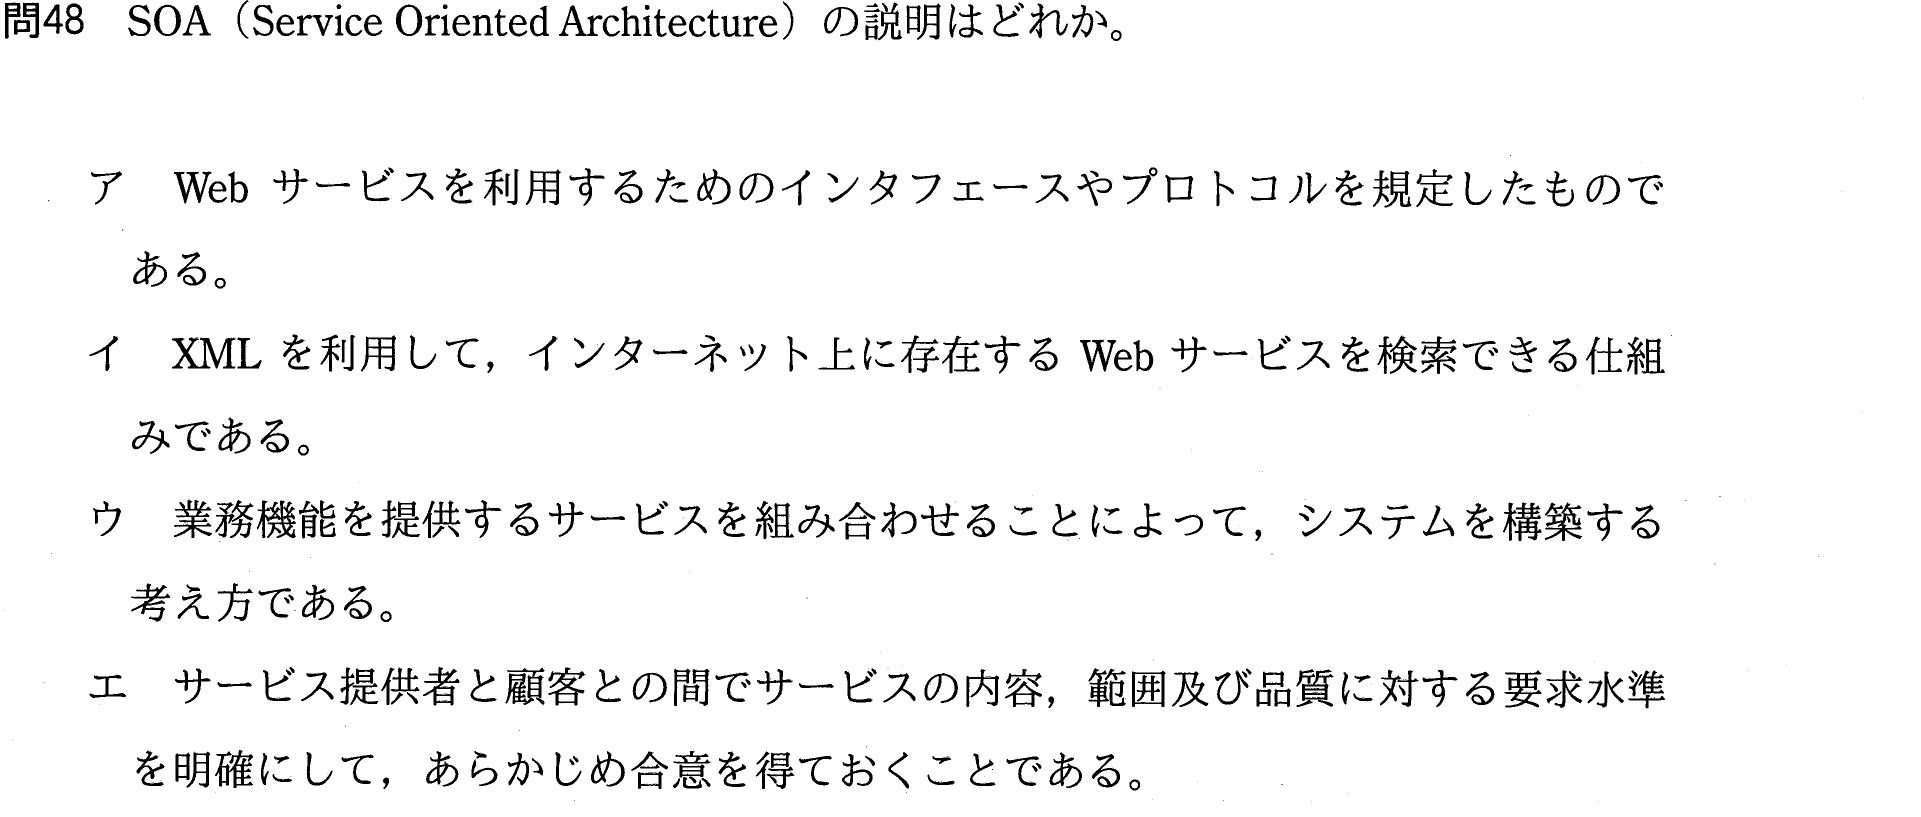 問48 SOA（Service Oriented Architecture）の説明はどれか。
ア Web サービスを利用するためのインタフェースやプロトコルを規定したもので
ある。
イ XML を利用して，インターネット上に存在する Web サービスを検索できる仕組
みである。
ウ 業務機能を提供するサービスを組み合わせることによって，システムを構築する
考え方である。
エ サービス提供者と顧客との間でサービスの内容，範囲及び品質に対する要求水準
を明確にして，あらかじめ合意を得ておくことである。